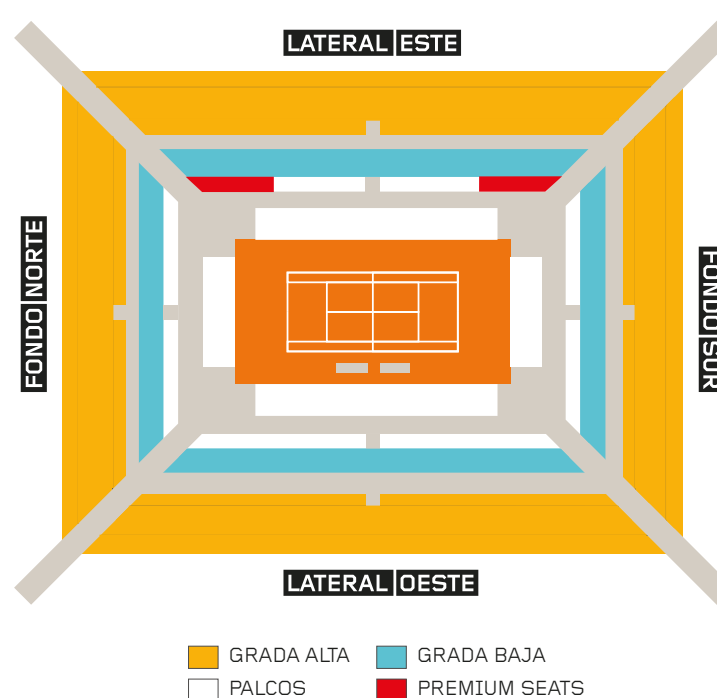 LATERAL ESTE
FONDO NORTE
FONDO SUR
LATERAL OESTE
GRADA ALTA
GRADA BAJA
PALCOS
PREMIUM SEATS